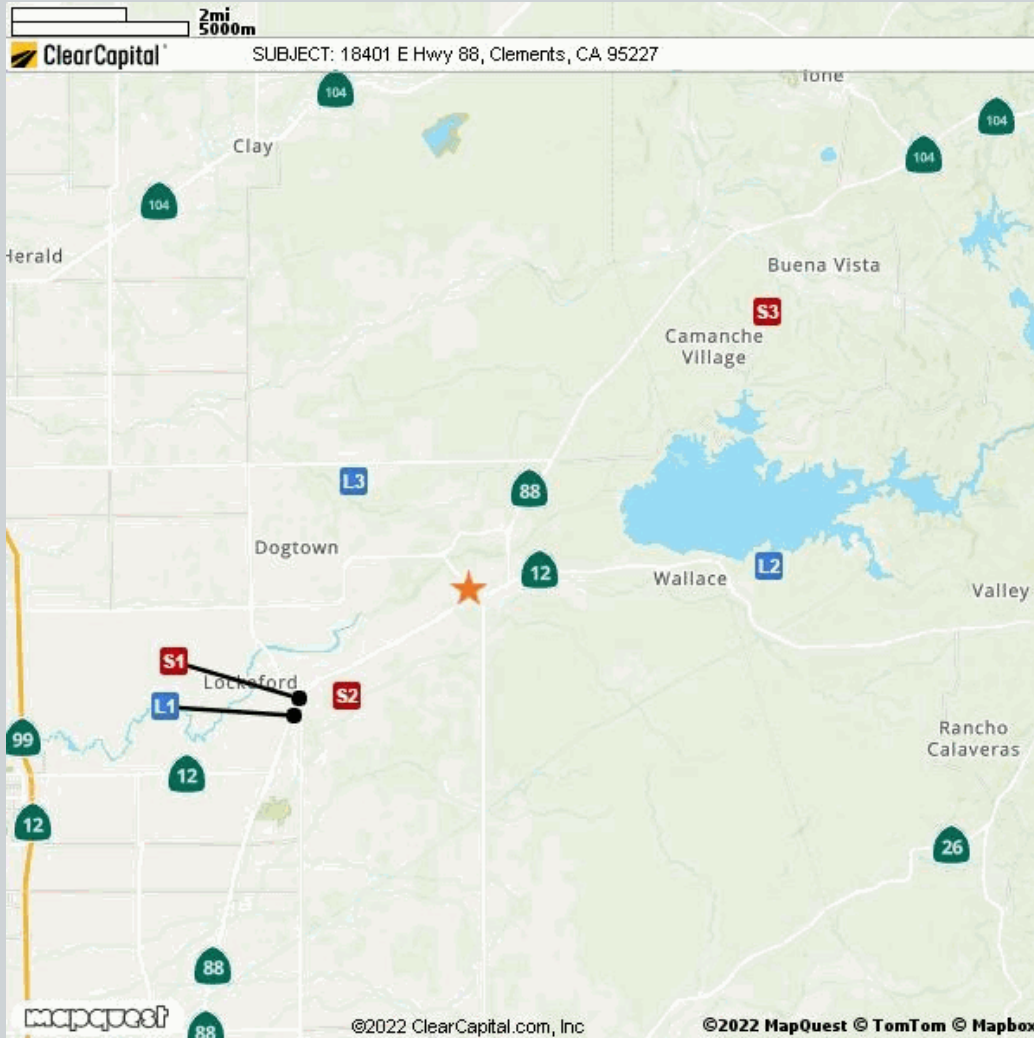 2mi
5000m
ClearCapital
SUBJECT: 18401 E Hwy 88, Clements, CA 95227
Ione
104
104
Clay
104
104
Herald
Buena Vista
S3
Camanche
Village
L3
88
Dogtown
12
L2
Wallace
Valley
S1
Lockeford
S2
L1
99
Rancho
Calaveras
12
12
26
88
mapquest
©2022 ClearCapital.com, Inc
©2022 MapQuest © TomTom © Mapbox
88